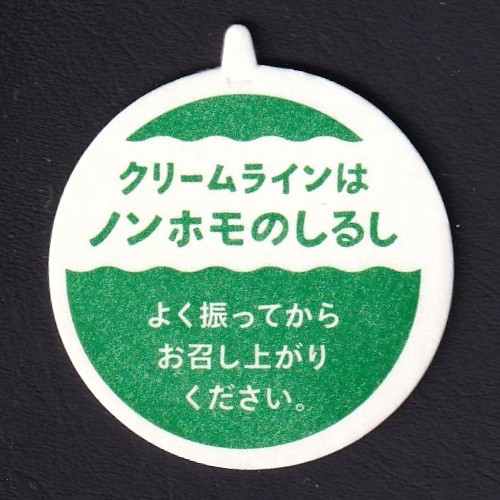 クリームラインは
ノンホモのしるし
よく振ってから
お召し上がり
ください。